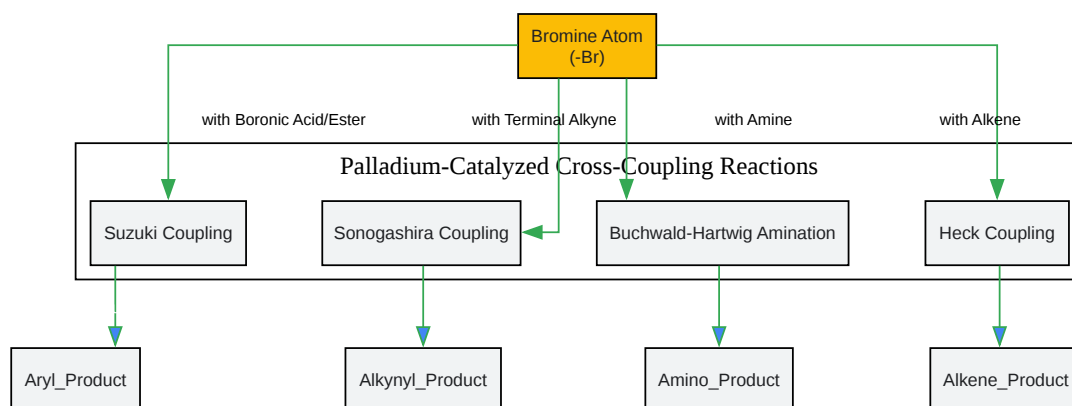 Bromine Atom
(-Br)
with Boronic Acid/Ester
with Terminal Alkyne
with Amine
with Alkene
Palladium-Catalyzed Cross-Coupling Reactions
Suzuki Coupling
Sonogashira Coupling
Buchwald-Hartwig Amination
Heck Coupling
Aryl_Product
Alkynyl_Product
Amino_Product
Alkene_Product